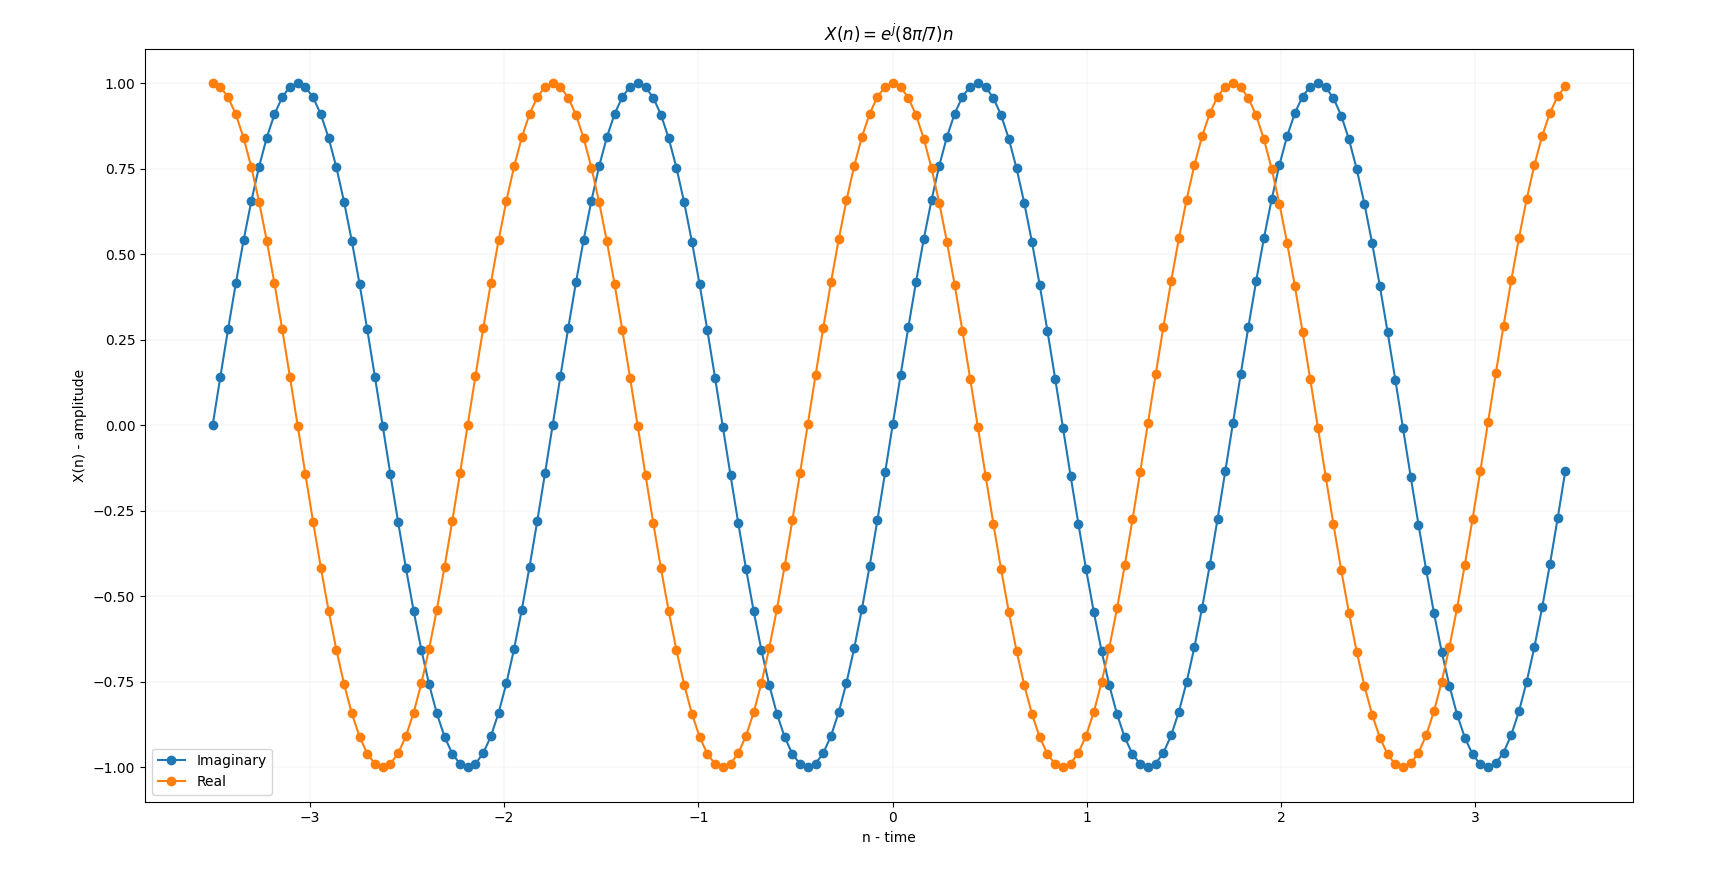 X(n) = e^j(8π/7)n
1.00
0.75
0.50
0.25
0.00
−0.25
−0.50
−0.75
−1.00
X(n) - amplitude
Imaginary
Real
−3 −2 −1 0 1 2 3
n - time